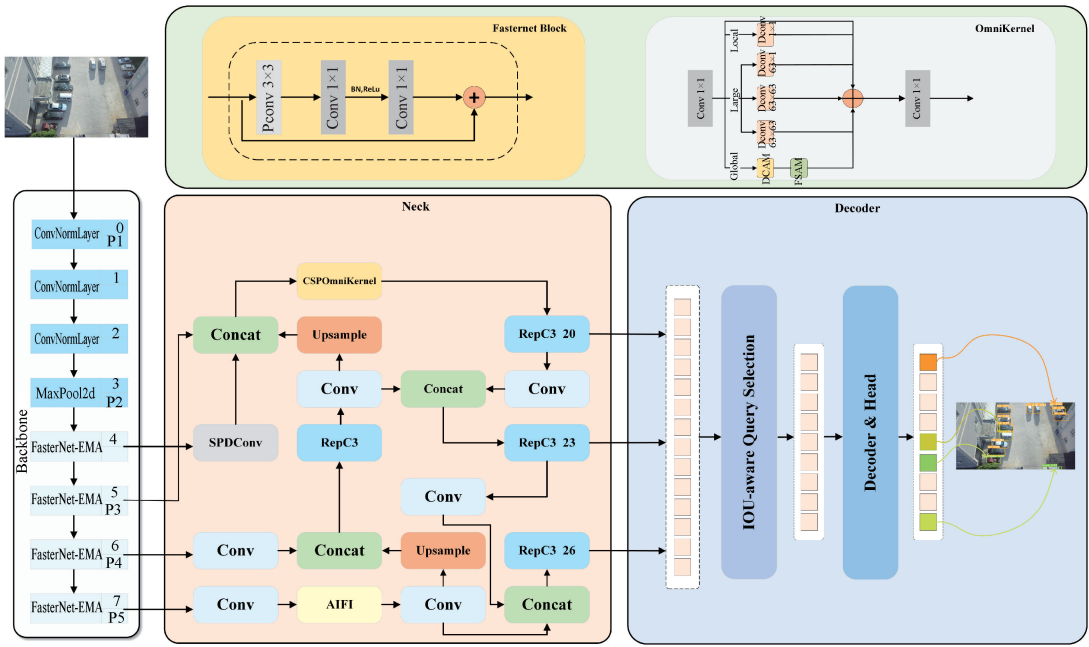 Fasternet Block
Pconv 3×3
Conv 1×1
BN,ReLu
Conv 1×1
+
OmniKernel
Conv 1×1
Local
Large
Global
Dconv
1×1
Dconv
63×1
Dconv
63×63
Dconv
63×63
DCAM
FSAM
Conv 1×1
Backbone
ConvNormLayer 0
P1
ConvNormLayer 1
ConvNormLayer 2
MaxPool2d 3
P2
FasterNet-EMA 4
FasterNet-EMA 5
P3
FasterNet-EMA 6
P4
FasterNet-EMA 7
P5
Neck
CSPOmniKernel
Concat
Upsample
RepC3 20
Conv
Concat
Conv
SPDConv
RepC3
RepC3 23
Conv
Conv
Concat
Upsample
RepC3 26
Conv
AIFI
Conv
Concat
Decoder
IOU-aware Query Selection
Decoder & Head